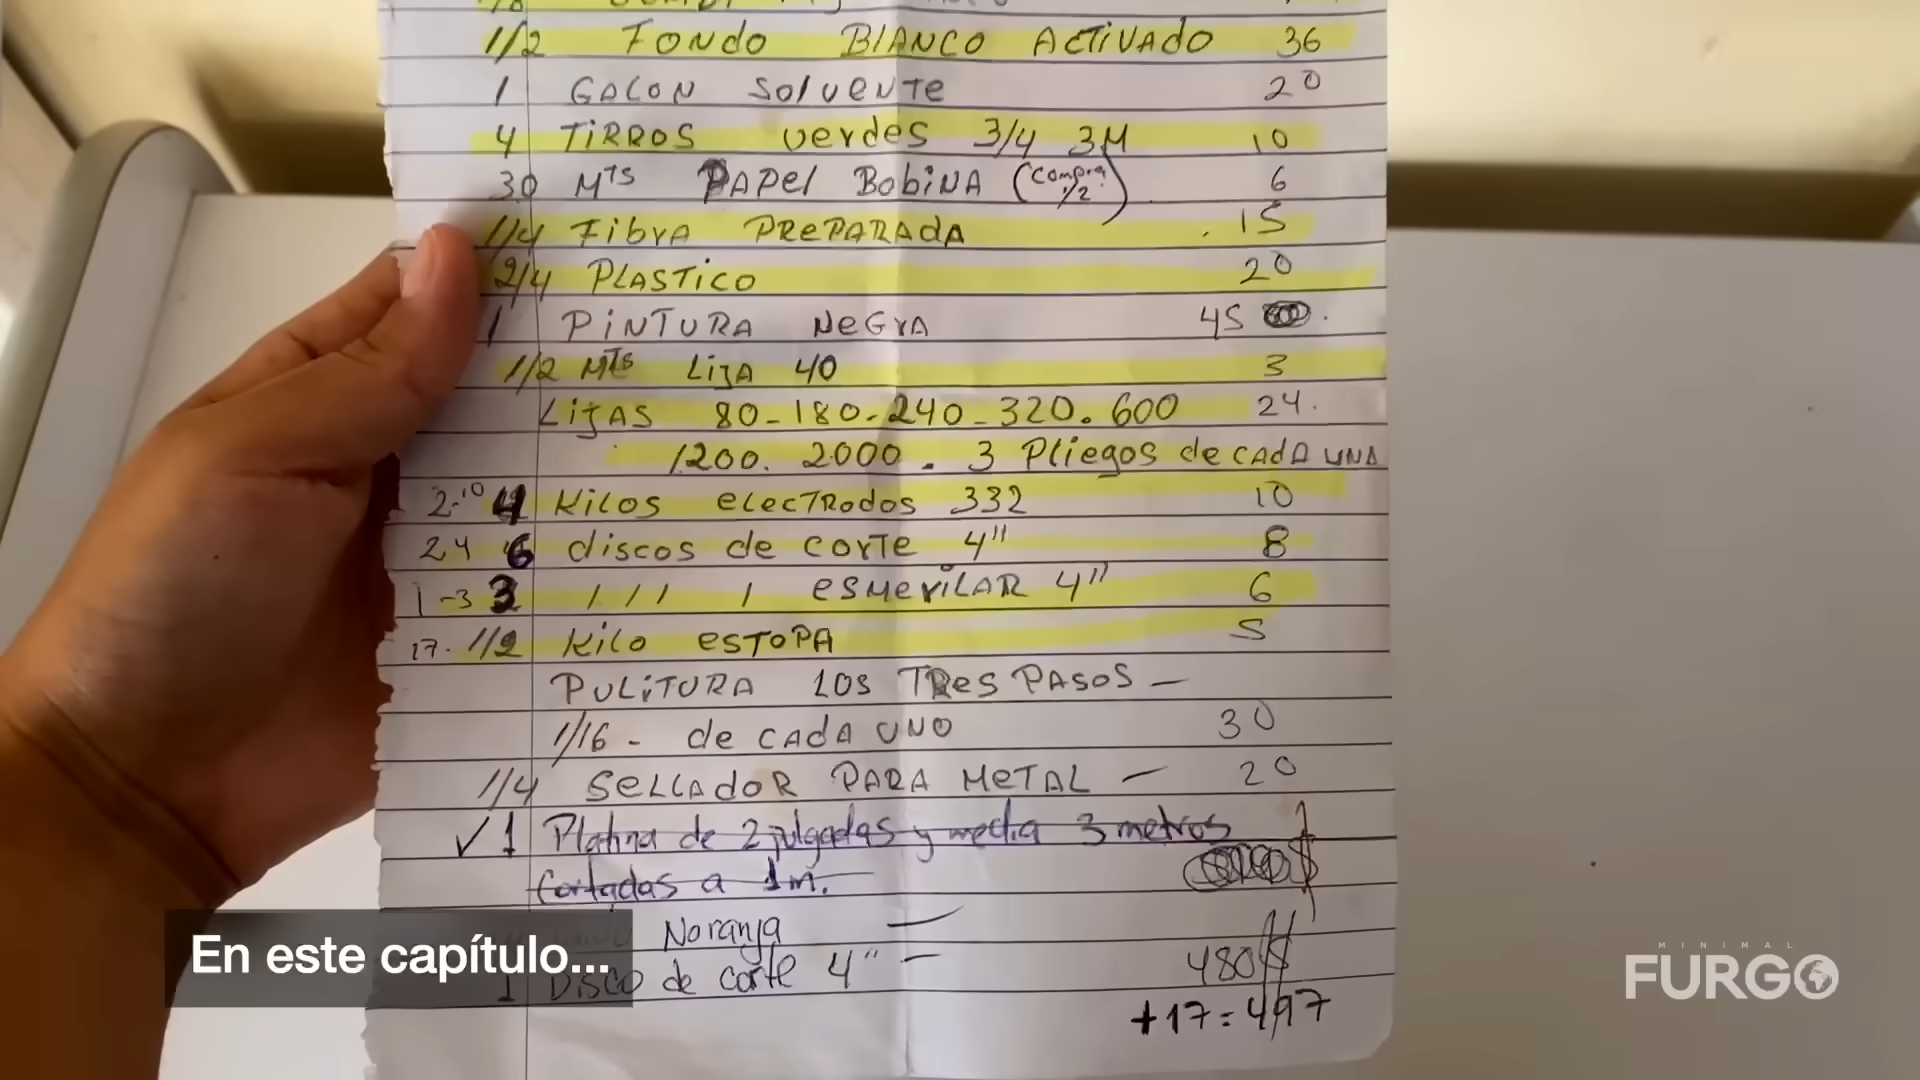 1/2 FONDO BLANCO ACTIVADO 36
1 GALON SOLVENTE 20
4 TIRROS verdes 3/4 3M 10
30 MTS PAPEL BOBINA (Compra 1/2) 6
1/4 FibrA PREPARADA 15
2/4 PLASTICO 20
1 PINTURA NEGRA 45
1/2 MTS LIJA 40 3
LIJAS 80-180-240-320.600 24.
1200. 2000. 3 Pliegos de CADA UNA
2-10 4 Kilos electrodos 332 10
24 6 discos de corte 4" 8
1-3 3 / / / / esmerilar 4" 6
17. 1/2 Kilo ESTOPA 5
PULITURA LOS TRES PASOS —
1/16 - de CADA UNO 30
1/4 SELLADOR PARA METAL — 20
✓ 1 Platina de 2 pulgadas y media 3 metros
Cortadas a 1m.
Noranja —
1 Disco de corte 4" —
480$
+17=497
En este capítulo...
MINIMAL
FURGO